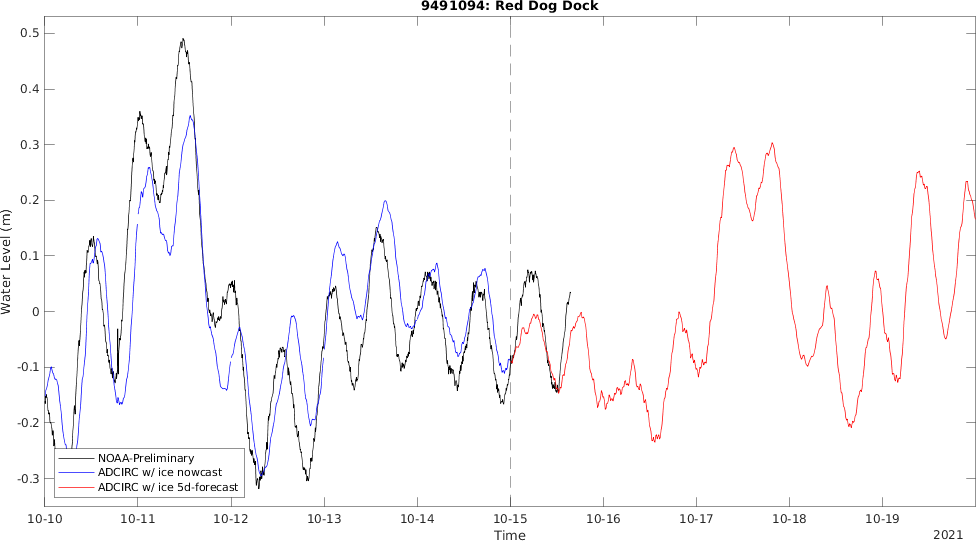 9491094: Red Dog Dock
Water Level (m)
0.5
0.4
0.3
0.2
0.1
0
-0.1
-0.2
-0.3
NOAA-Preliminary
ADCIRC w/ ice nowcast
ADCIRC w/ ice 5d-forecast
10-10 10-11 10-12 10-13 10-14 10-15 10-16 10-17 10-18 10-19
Time
2021